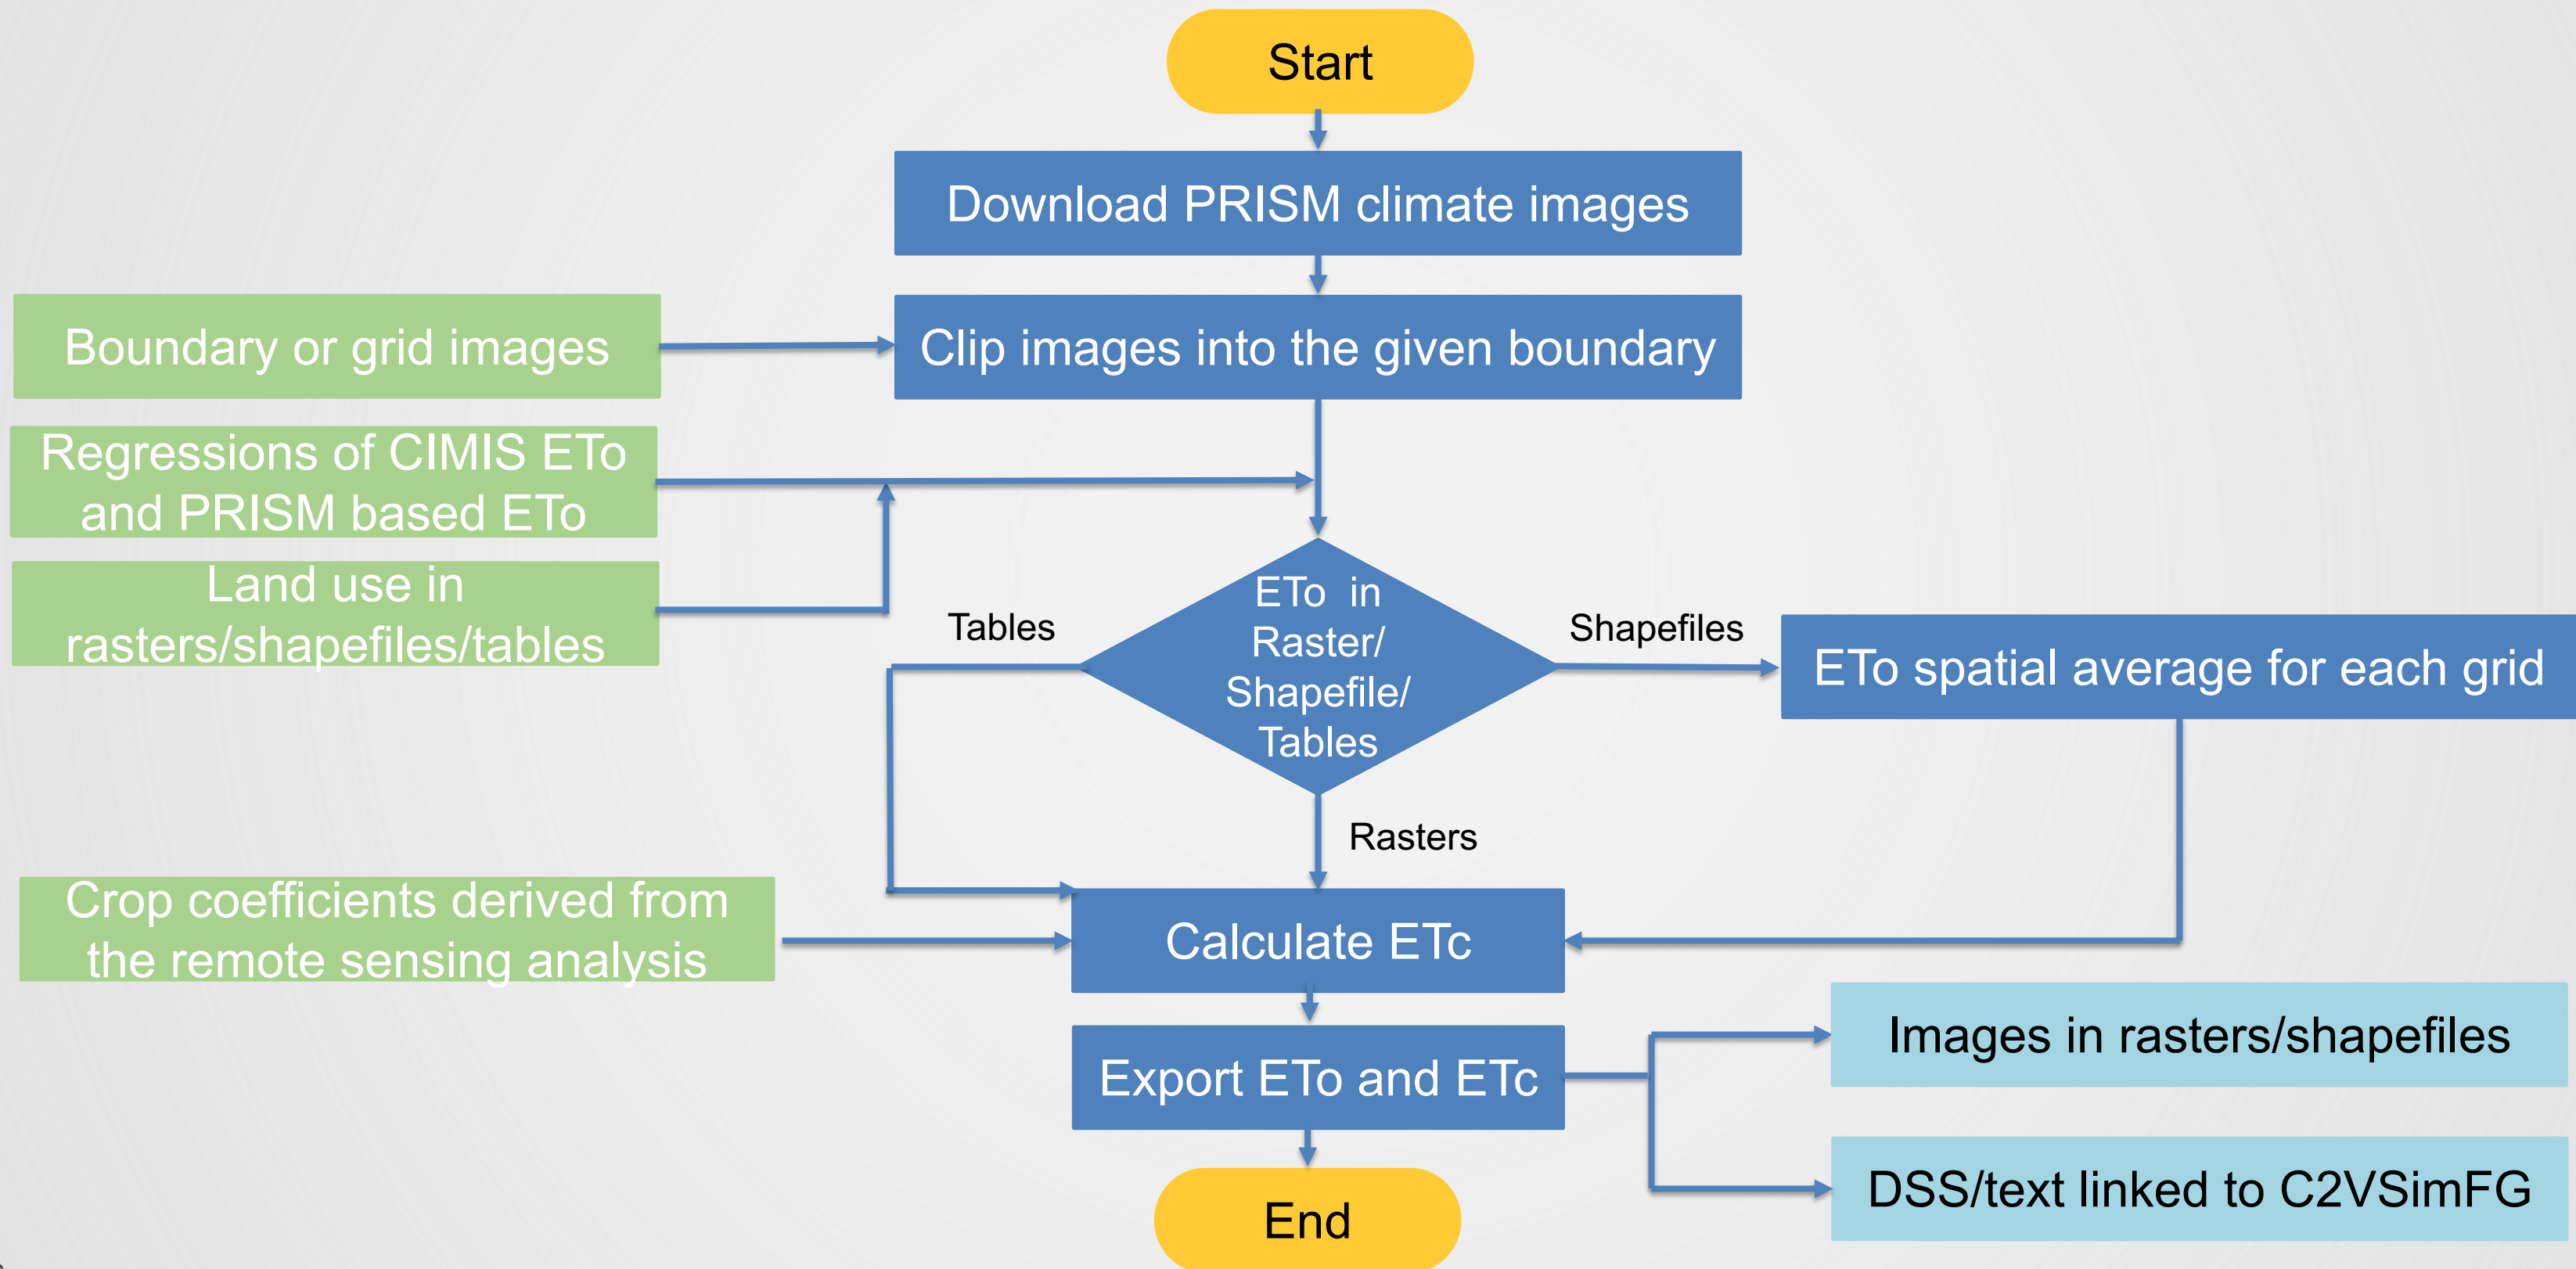 Start
Download PRISM climate images
Boundary or grid images
Clip images into the given boundary
Regressions of CIMIS ETo
and PRISM based ETo
Land use in
rasters/shapefiles/tables
ETo in
Raster/
Shapefile/
Tables
Tables
Shapefiles
ETo spatial average for each grid
Rasters
Crop coefficients derived from
the remote sensing analysis
Calculate ETc
Export ETo and ETc
Images in rasters/shapefiles
DSS/text linked to C2VSimFG
End